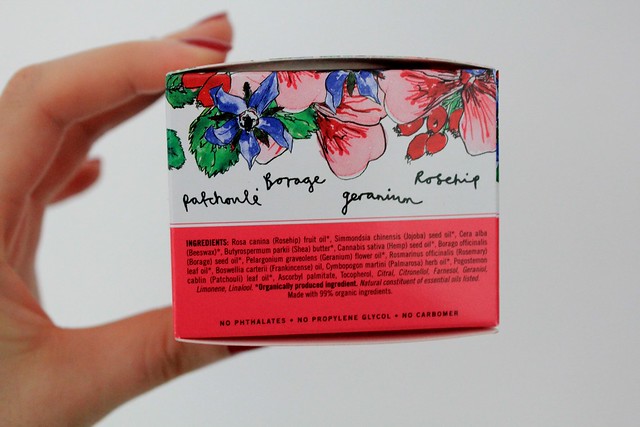 patchouli Borage geranium Rosehip
INGREDIENTS: Rosa canina (Rosehip) fruit oil*, Simmondsia chinensis (Jojoba) seed oil*, Cera alba
(Beeswax)*, Butyrospermum parkii (Shea) butter*, Cannabis sativa (Hemp) seed oil*, Borago officinalis
(Borage) seed oil*, Pelargonium graveolens (Geranium) flower oil*, Rosmarinus officinalis (Rosemary)
leaf oil*, Boswellia carterii (Frankincense) oil, Cymbopogon martini (Palmarosa) herb oil*, Pogostemon
cablin (Patchouli) leaf oil*, Ascorbyl palmitate, Tocopherol, Citral, Citronellol, Farnesol, Geraniol,
Limonene, Linalool. *Organically produced ingredient. Natural constituent of essential oils listed.
Made with 99% organic ingredients.
NO PHTHALATES • NO PROPYLENE GLYCOL • NO CARBOMER